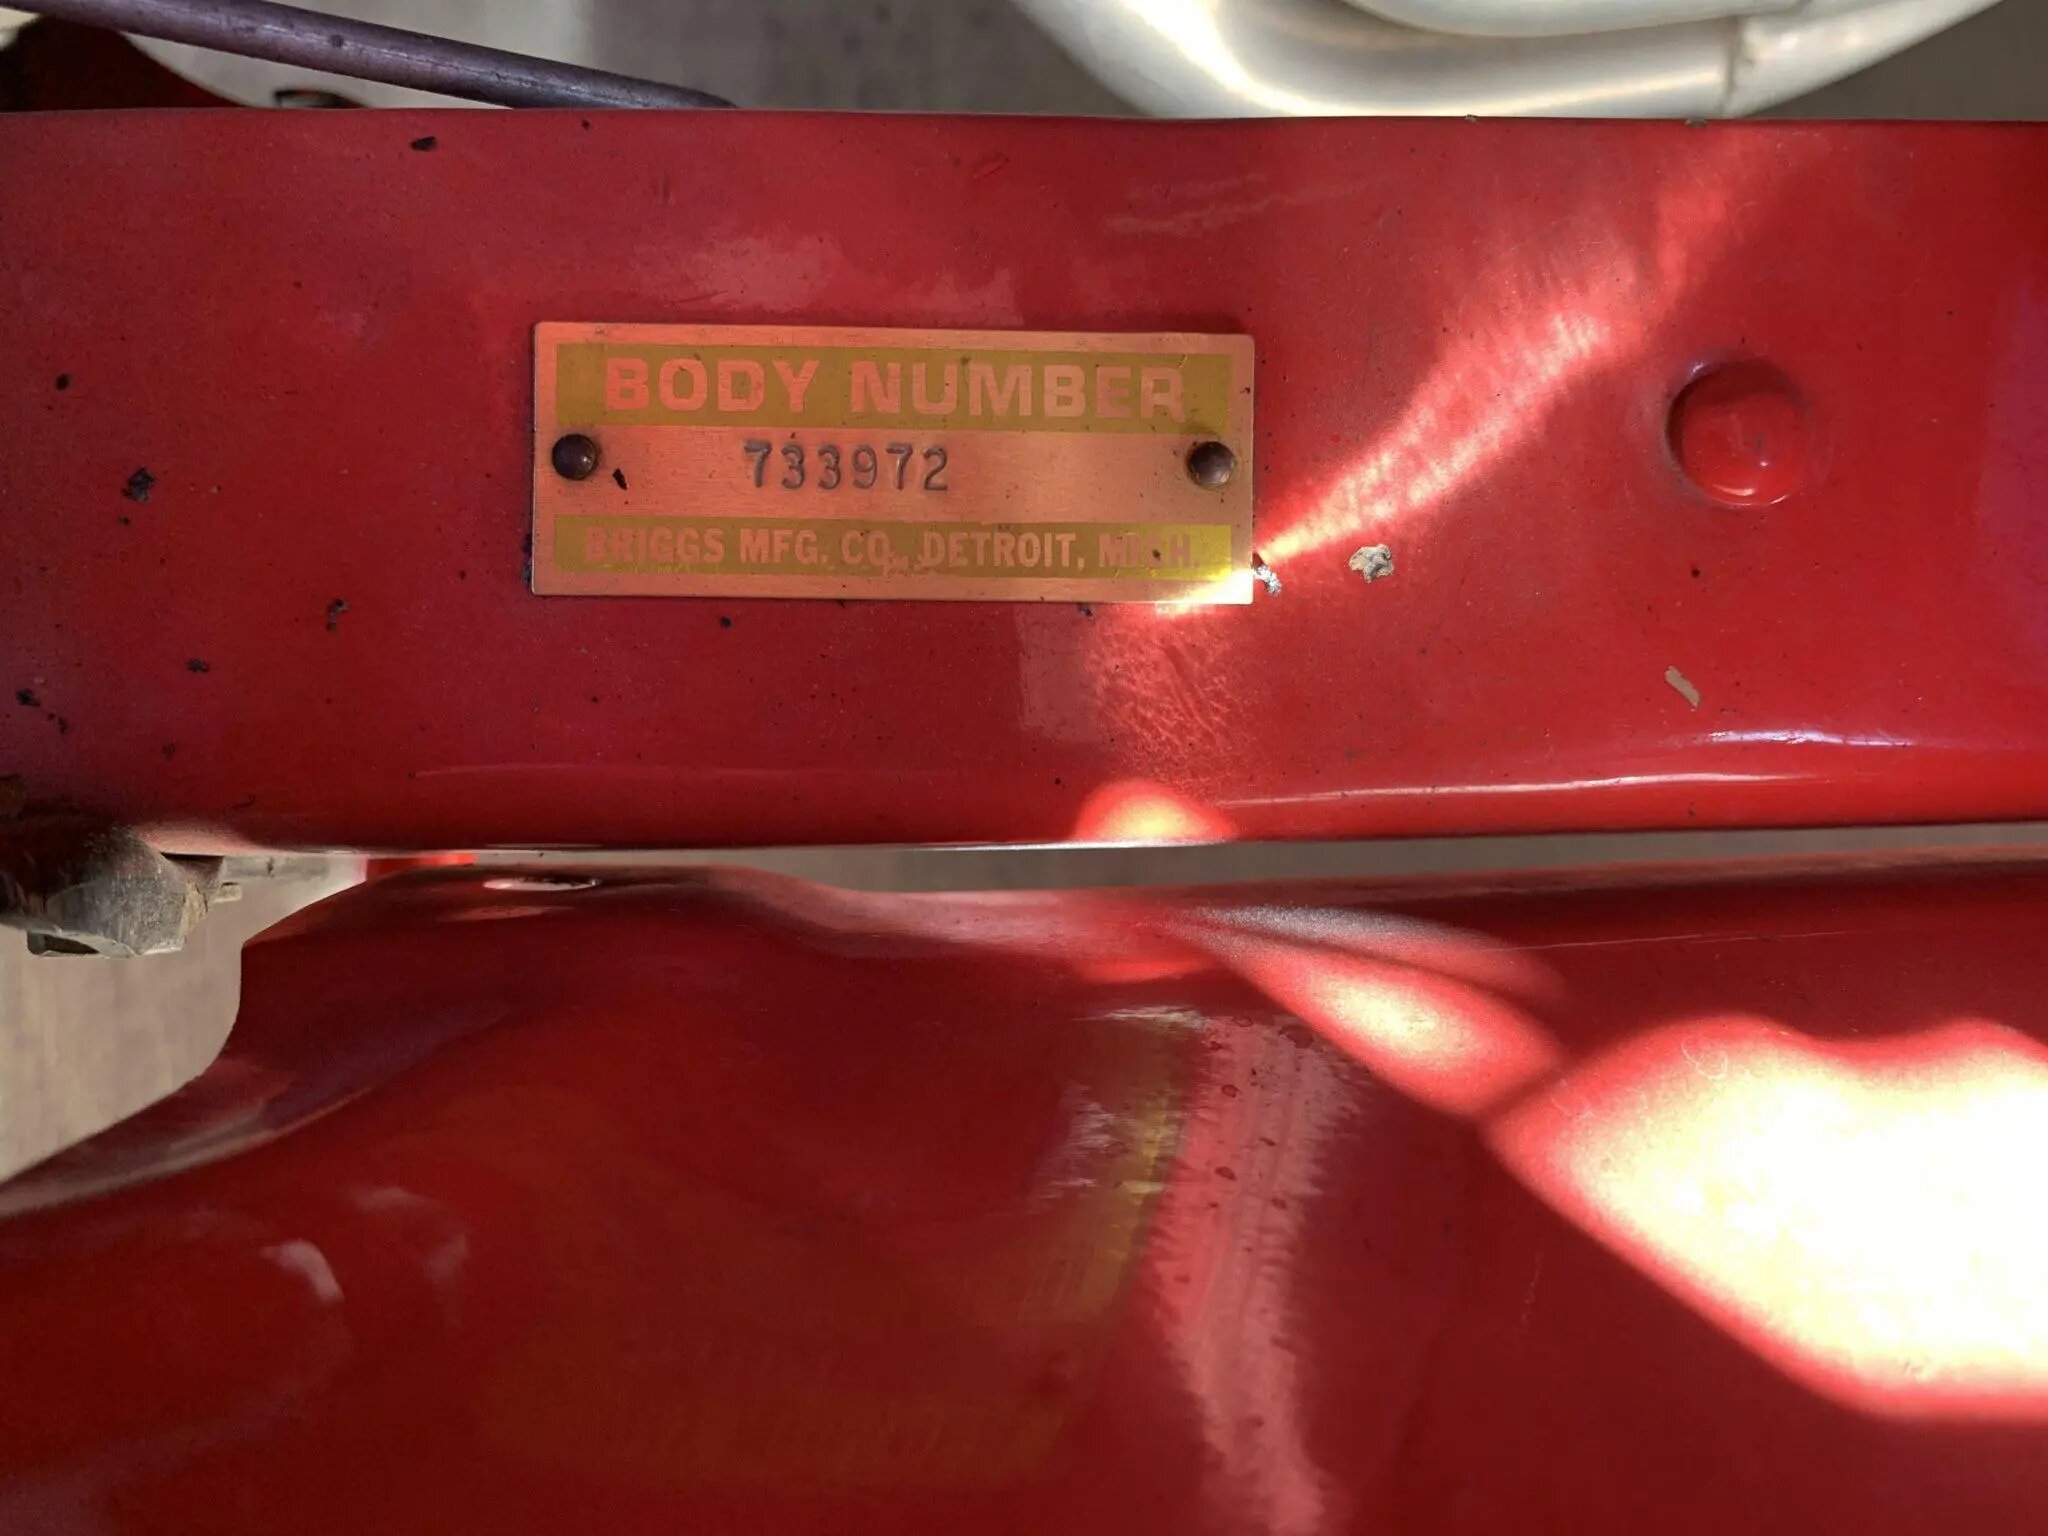 BODY NUMBER
733972
BRIGGS MFG. CO., DETROIT, MICH.